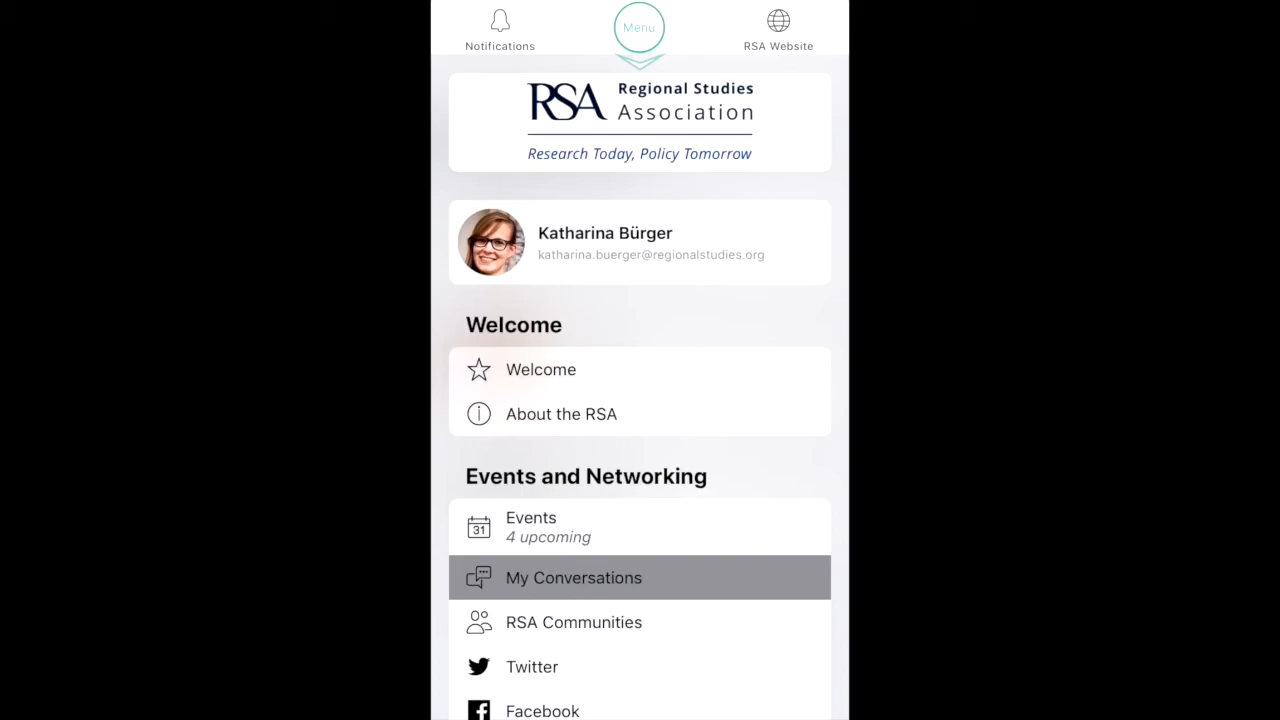 Menu
Notifications
RSA Website
RSA Regional Studies
Association
Research Today, Policy Tomorrow
Katharina Bürger
katharina.buerger@regionalstudies.org
Welcome
Welcome
About the RSA
Events and Networking
31
Events
4 upcoming
My Conversations
RSA Communities
Twitter
Facebook